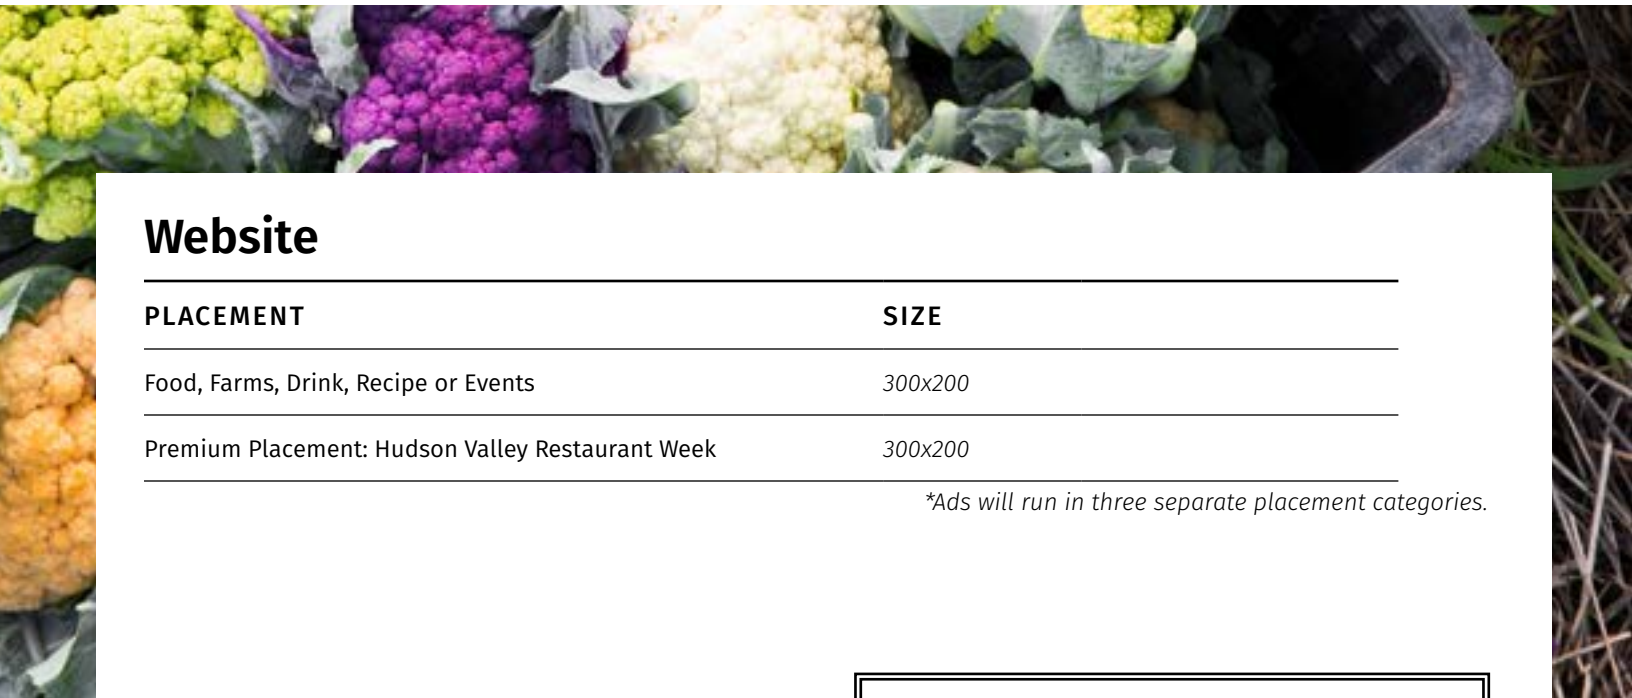 Website
PLACEMENT SIZE
Food, Farms, Drink, Recipe or Events 300x200
Premium Placement: Hudson Valley Restaurant Week 300x200
*Ads will run in three separate placement categories.